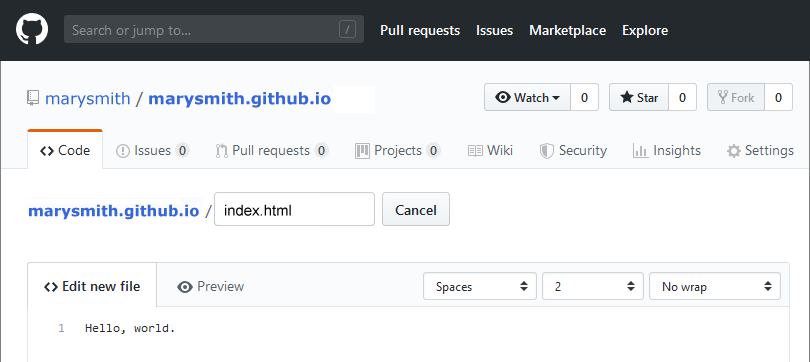 Search or jump to... /
Pull requests Issues Marketplace Explore
marysmith / marysmith.github.io
Watch 0 Star 0 Fork 0
Code Issues 0 Pull requests 0 Projects 0 Wiki Security Insights Settings
marysmith.github.io / index.html Cancel
Edit new file Preview Spaces 2 No wrap
1 Hello, world.